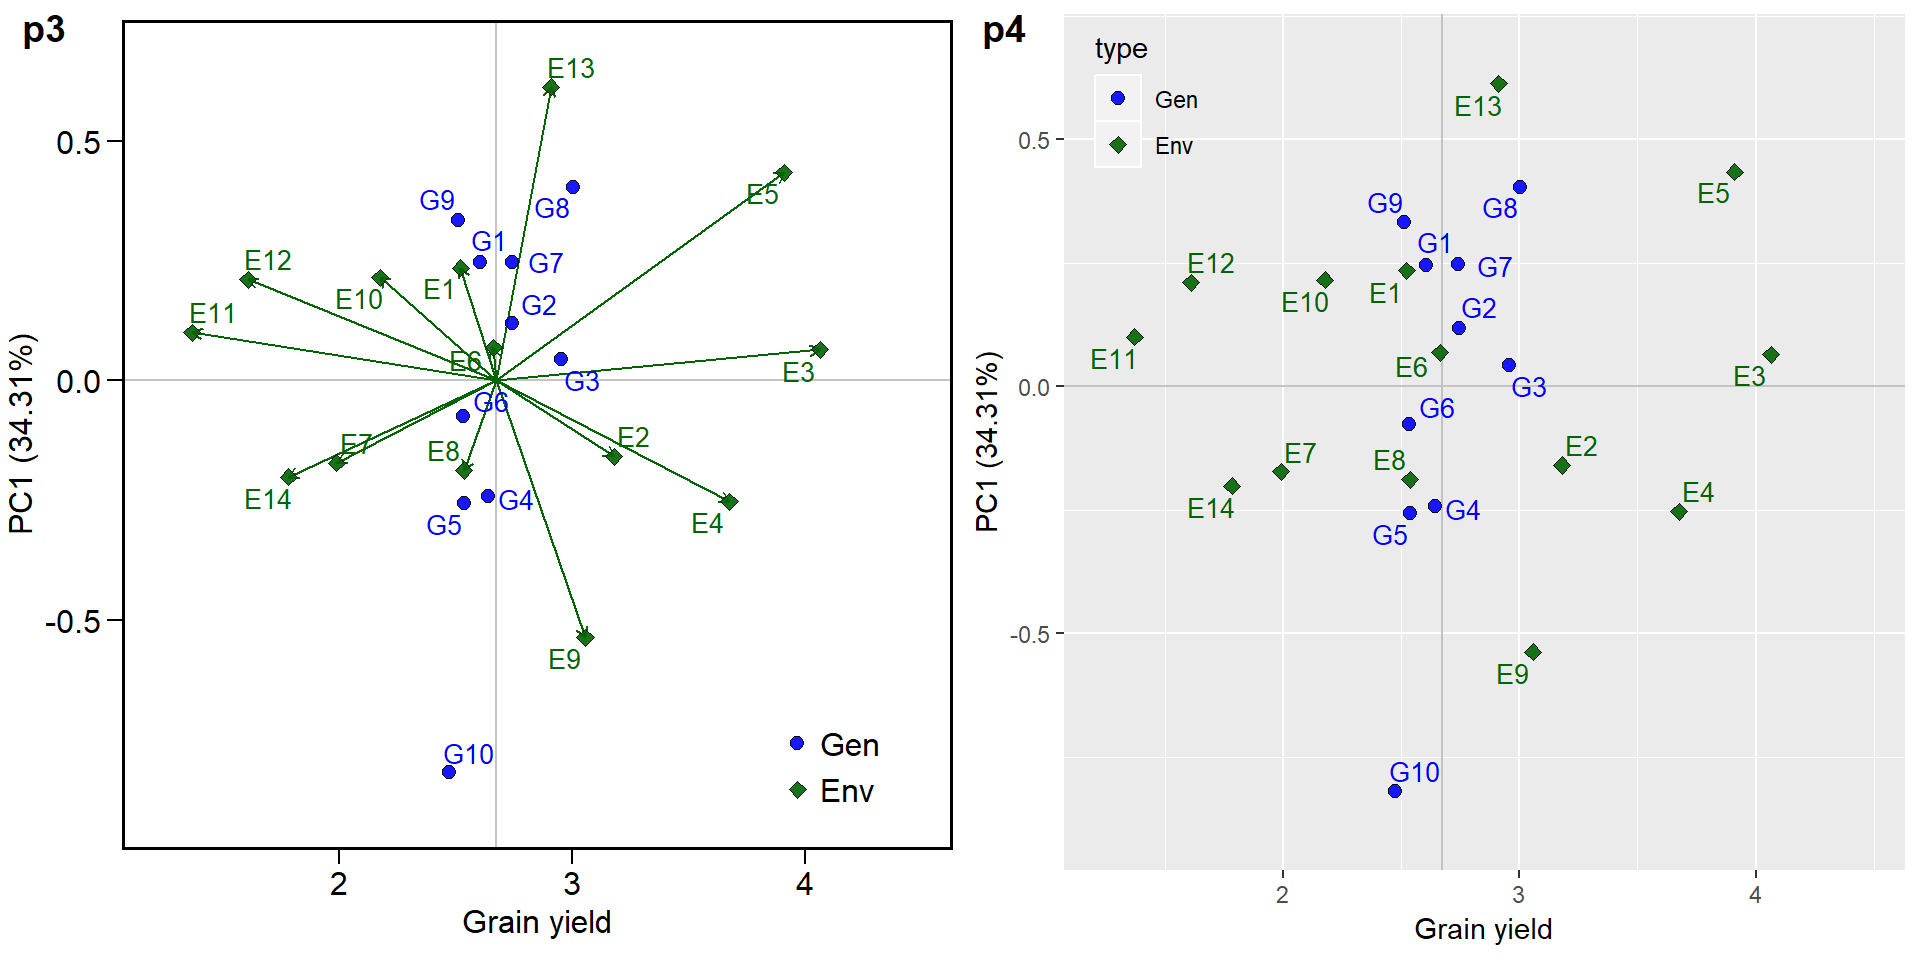 p3
E13
0.5
E5
G9
G8
G1
G7
E12
E10
E1
E11
G2
PC1 (34.31%)
0.0
E6
G3
E3
G6
E7
E8
E2
E14
G4
G5
E4
-0.5
E9
G10
Gen
Env
2 3 4
Grain yield
p4
type
Gen
Env
E13
0.5
E5
G9
G8
G1
G7
E12
E10
E1
E11
G2
PC1 (34.31%)
0.0
E6
G3
E3
G6
E7
E8
E2
E14
G4
G5
E4
-0.5
E9
G10
2 3 4
Grain yield